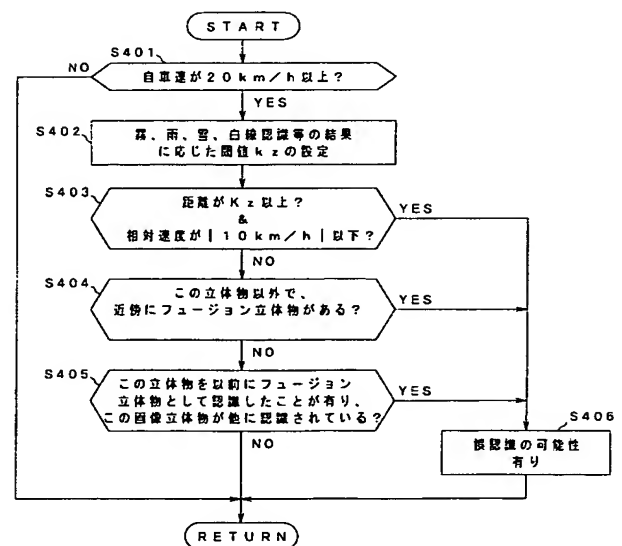 START
S401
NO
自車速が20km/h以上?
YES
S402
霧、雨、雪、白線認識等の結果
に応じた閾値kzの設定
S403
距離がKz以上?
&
相対速度が|10km/h|以下?
YES
NO
S404
この立体物以外で、
近傍にフュージョン立体物がある?
YES
NO
S405
この立体物を以前にフュージョン
立体物として認識したことが有り、
この画像立体物が他に認識されている?
YES
NO
S406
誤認識の可能性
有り
RETURN